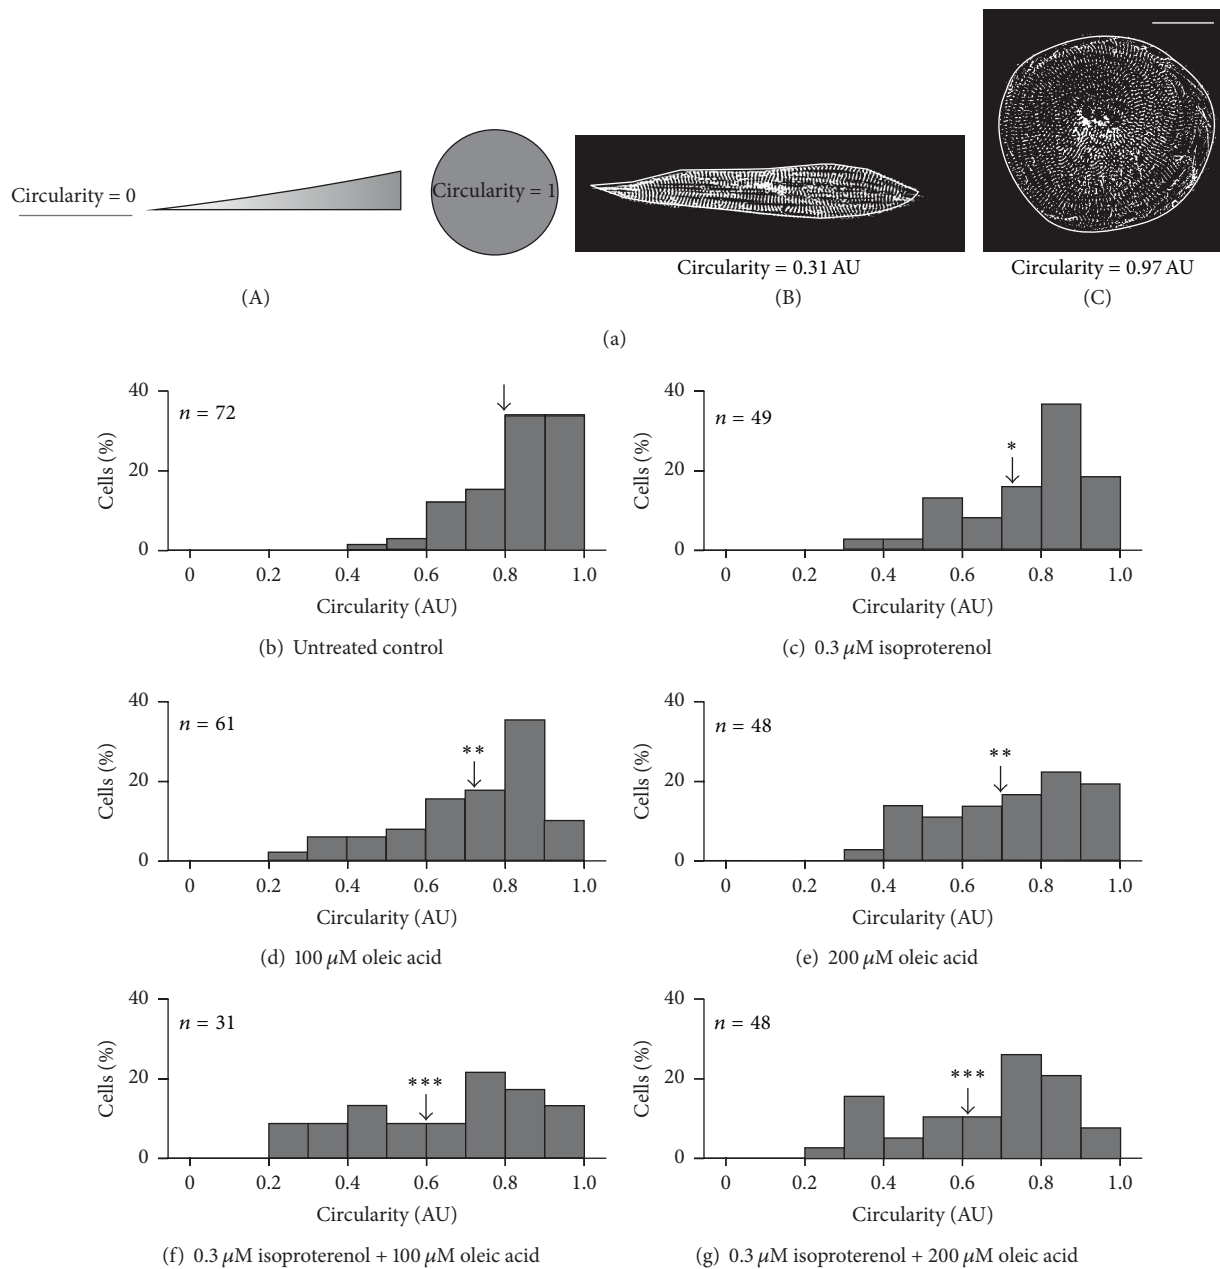 Circularity = 0
Circularity = 1
Circularity = 0.31 AU
Circularity = 0.97 AU
(A)
(B)
(C)
(a)
40
20
0
Cells (%)
n = 72
0 0.2 0.4 0.6 0.8 1.0
Circularity (AU)
(b) Untreated control
40
20
0
Cells (%)
n = 49
*
0 0.2 0.4 0.6 0.8 1.0
Circularity (AU)
(c) 0.3 μM isoproterenol
40
20
0
Cells (%)
n = 61
**
0 0.2 0.4 0.6 0.8 1.0
Circularity (AU)
(d) 100 μM oleic acid
40
20
0
Cells (%)
n = 48
**
0 0.2 0.4 0.6 0.8 1.0
Circularity (AU)
(e) 200 μM oleic acid
40
20
0
Cells (%)
n = 31
***
0 0.2 0.4 0.6 0.8 1.0
Circularity (AU)
(f) 0.3 μM isoproterenol + 100 μM oleic acid
40
20
0
Cells (%)
n = 48
***
0 0.2 0.4 0.6 0.8 1.0
Circularity (AU)
(g) 0.3 μM isoproterenol + 200 μM oleic acid